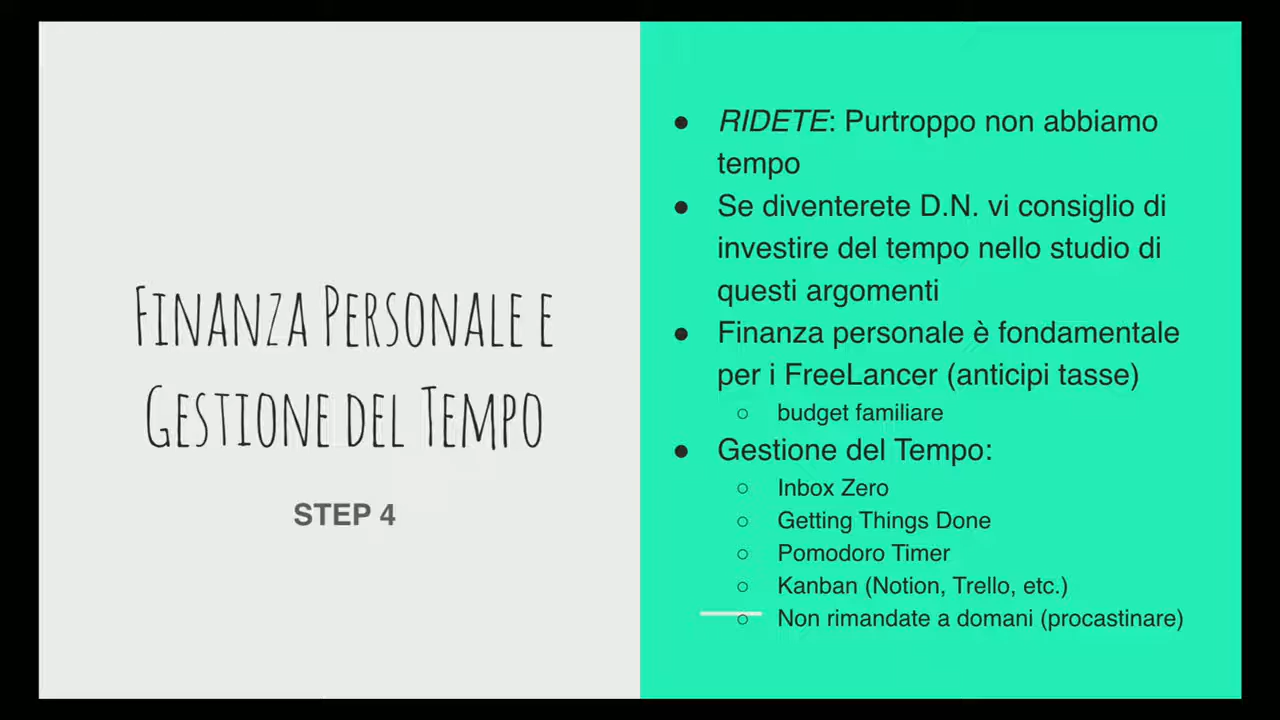 Finanza Personale e
Gestione del Tempo
STEP 4
● RIDETE: Purtroppo non abbiamo
tempo
● Se diventerete D.N. vi consiglio di
investire del tempo nello studio di
questi argomenti
● Finanza personale è fondamentale
per i FreeLancer (anticipi tasse)
○ budget familiare
● Gestione del Tempo:
○ Inbox Zero
○ Getting Things Done
○ Pomodoro Timer
○ Kanban (Notion, Trello, etc.)
○ Non rimandate a domani (procastinare)